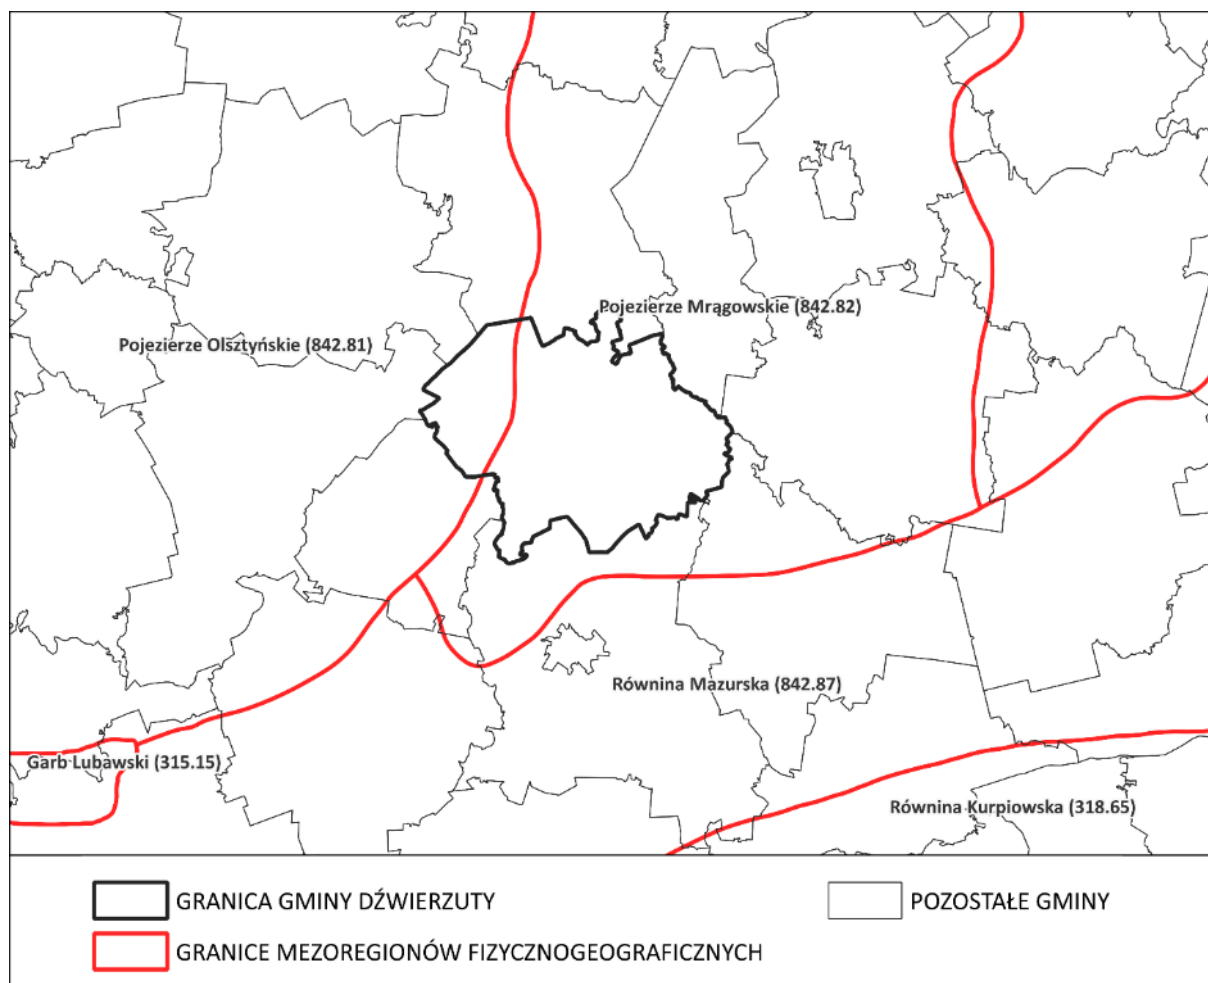 Pojezierze Mrągowskie (842.82)
Pojezierze Olsztyńskie (842.81)
Równina Mazurska (842.87)
Garb Lubawski (315.15)
Równina Kurpiowska (318.65)
GRANICA GMINY DŹWIERZUTY
POZOSTAŁE GMINY
GRANICE MEZOREGIONÓW FIZYCZNOGEOGRAFICZNYCH